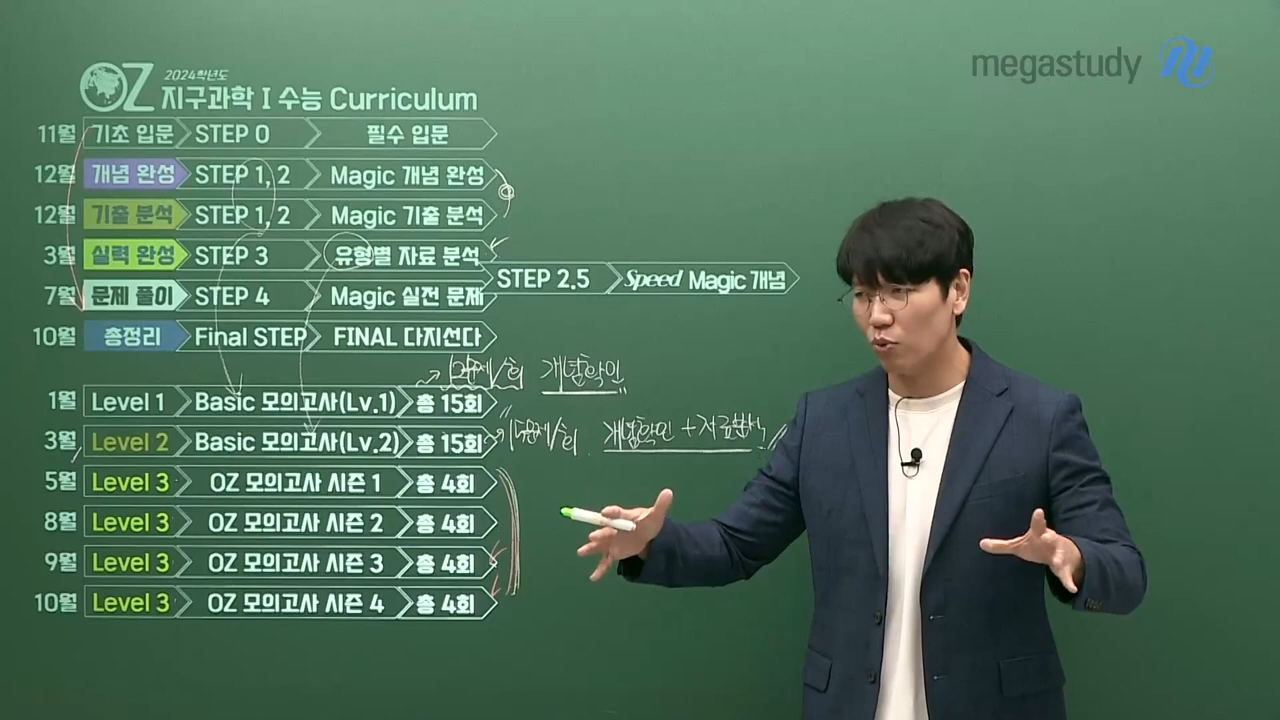 megastudy
OZ 2024학년도
지구과학 I 수능 Curriculum
11월 기초 입문 STEP 0 필수 입문
12월 개념 완성 STEP 1, 2 Magic 개념 완성
12월 기출 분석 STEP 1, 2 Magic 기출 분석
3월 실력 완성 STEP 3 유형별 자료 분석
STEP 2.5 Speed Magic 개념
7월 문제 풀이 STEP 4 Magic 실전 문제
10월 총정리 Final STEP FINAL 다지선다
개념확인
1월 Level 1 Basic 모의고사(Lv.1) 총 15회
3월 Level 2 Basic 모의고사(Lv.2) 총 15회
개념확인 + 자료분석
5월 Level 3 OZ 모의고사 시즌 1 총 4회
8월 Level 3 OZ 모의고사 시즌 2 총 4회
9월 Level 3 OZ 모의고사 시즌 3 총 4회
10월 Level 3 OZ 모의고사 시즌 4 총 4회